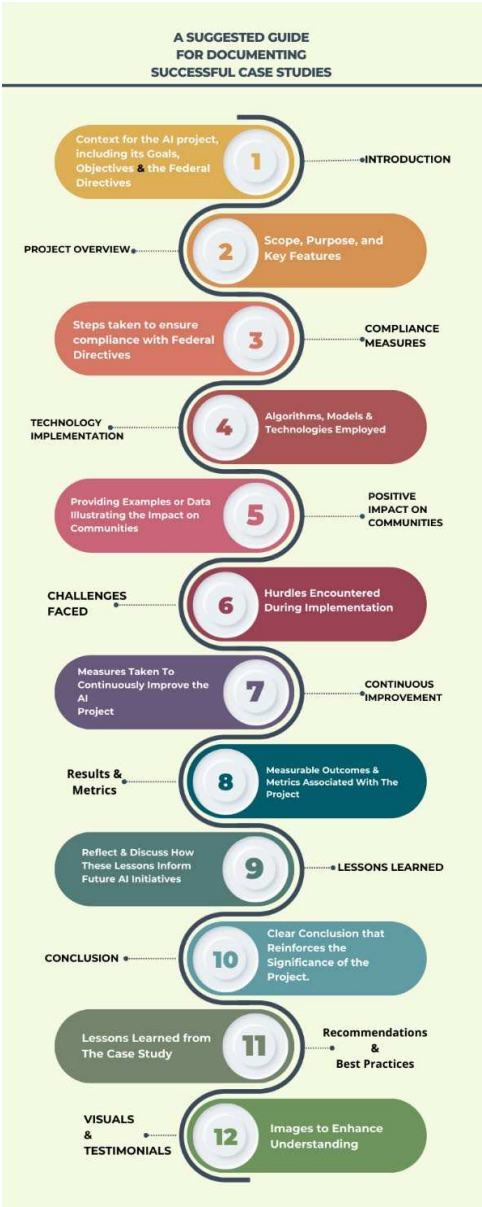 A SUGGESTED GUIDE
FOR DOCUMENTING
SUCCESSFUL CASE STUDIES
Context for the AI project,
including its Goals,
Objectives & the Federal
Directives
1
INTRODUCTION
PROJECT OVERVIEW
2
Scope, Purpose, and
Key Features
Steps taken to ensure
compliance with Federal
Directives
3
COMPLIANCE
MEASURES
TECHNOLOGY
IMPLEMENTATION
4
Algorithms, Models &
Technologies Employed
Providing Examples or Data
Illustrating the Impact on
Communities
5
POSITIVE
IMPACT ON
COMMUNITIES
CHALLENGES
FACED
6
Hurdles Encountered
During Implementation
Measures Taken To
Continuously Improve the
AI
Project
7
CONTINUOUS
IMPROVEMENT
Results &
Metrics
8
Measurable Outcomes &
Metrics Associated With The
Project
Reflect & Discuss How
These Lessons Inform
Future AI Initiatives
9
LESSONS LEARNED
CONCLUSION
10
Clear Conclusion that
Reinforces the
Significance of the
Project.
Lessons Learned from
The Case Study
11
Recommendations
&
Best Practices
VISUALS
&
TESTIMONIALS
12
Images to Enhance
Understanding